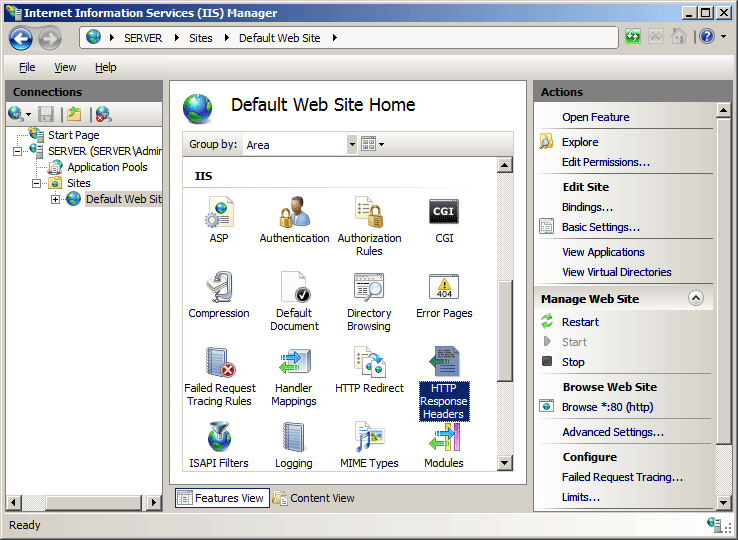 Internet Information Services (IIS) Manager
SERVER Sites Default Web Site
File View Help
Connections
Start Page
SERVER (SERVER\Admir
Application Pools
Sites
Default Web Sit
Default Web Site Home
Group by: Area
IIS
ASP
Authentication
Authorization
Rules
CGI
CGI
Compression
Default
Document
Directory
Browsing
404
Error Pages
Failed Request
Tracing Rules
Handler
Mappings
HTTP Redirect
HTTP
Response
Headers
ISAPI Filters
Logging
MIME Types
Modules
Features View
Content View
Actions
Open Feature
Explore
Edit Permissions...
Edit Site
Bindings...
Basic Settings...
View Applications
View Virtual Directories
Manage Web Site
Restart
Start
Stop
Browse Web Site
Browse *:80 (http)
Advanced Settings...
Configure
Failed Request Tracing...
Limits...
Ready